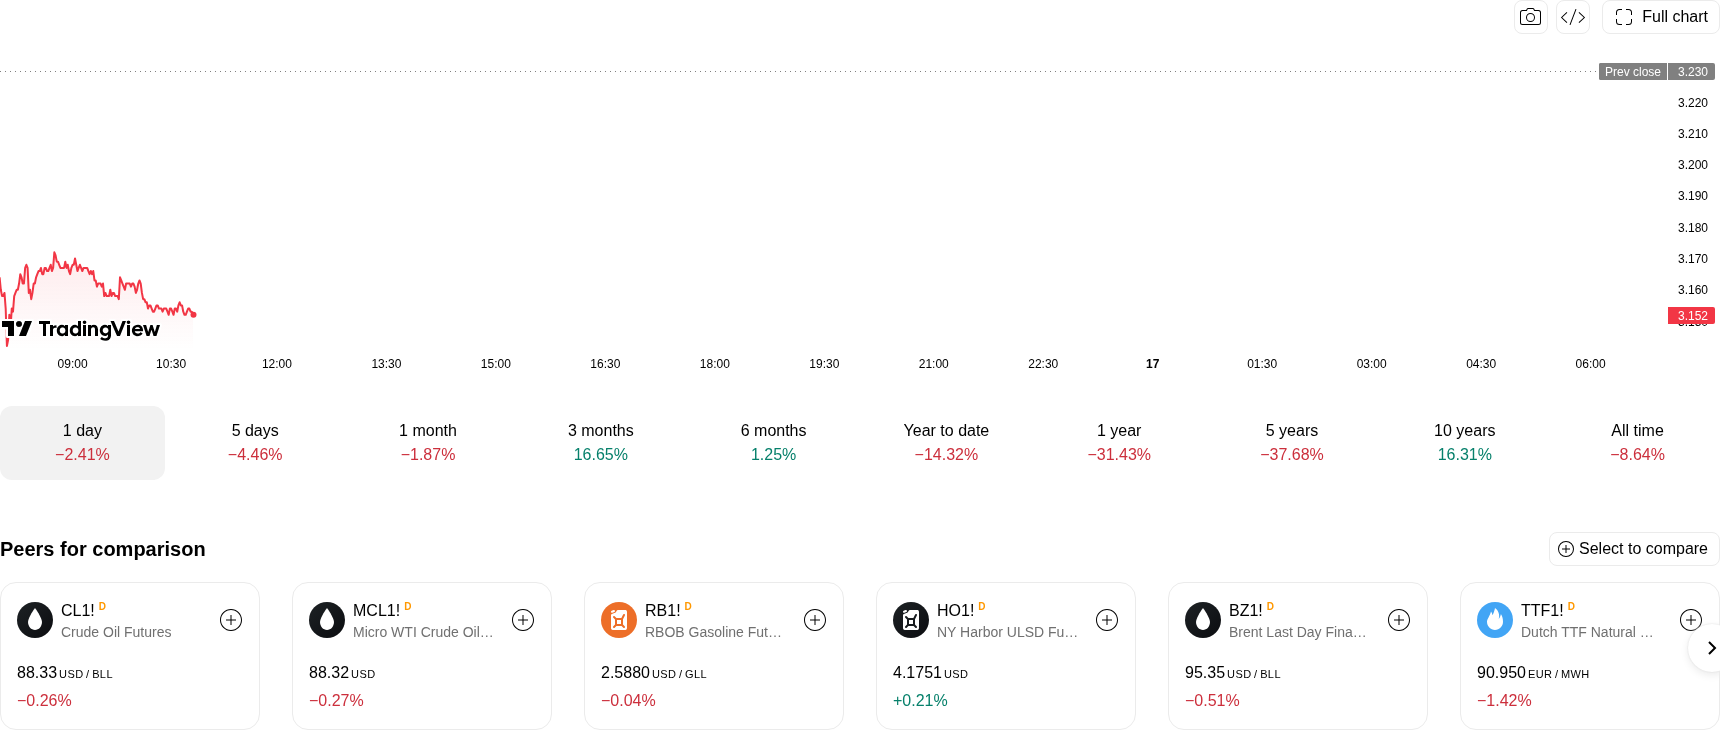 Full chart
Prev close 3.230
3.220
3.210
3.200
3.190
3.180
3.170
3.160
3.152
TradingView
09:00 10:30 12:00 13:30 15:00 16:30 18:00 19:30 21:00 22:30 17 01:30 03:00 04:30 06:00
1 day 5 days 1 month 3 months 6 months Year to date 1 year 5 years 10 years All time
−2.41% −4.46% −1.87% 16.65% 1.25% −14.32% −31.43% −37.68% 16.31% −8.64%
Peers for comparison
Select to compare
CL1! D
Crude Oil Futures
88.33 USD / BLL
−0.26%
MCL1! D
Micro WTI Crude Oil…
88.32 USD
−0.27%
RB1! D
RBOB Gasoline Fut…
2.5880 USD / GLL
−0.04%
HO1! D
NY Harbor ULSD Fu…
4.1751 USD
+0.21%
BZ1! D
Brent Last Day Fina…
95.35 USD / BLL
−0.51%
TTF1! D
Dutch TTF Natural …
90.950 EUR / MWH
−1.42%